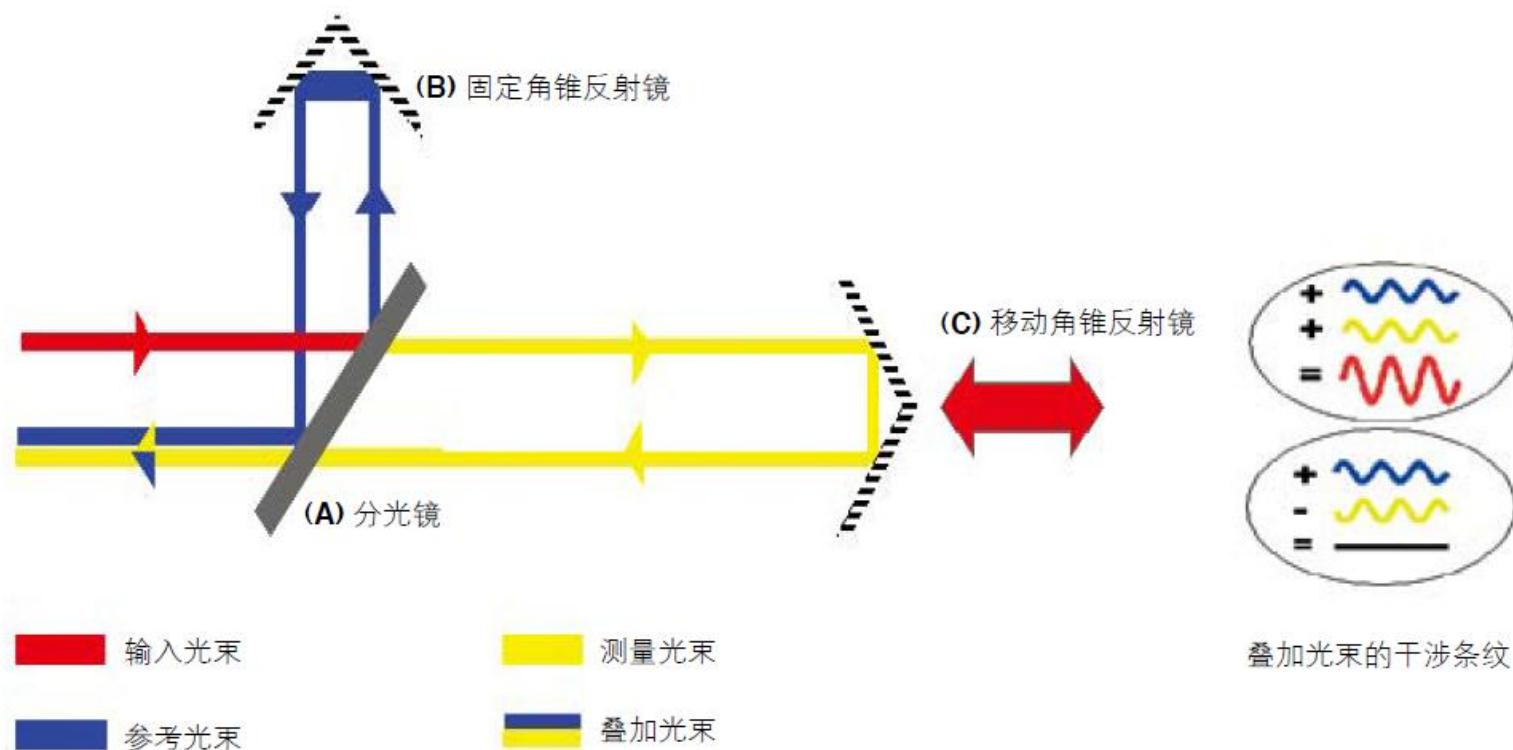 (B) 固定角锥反射镜
(C) 移动角锥反射镜
+
+
=
+
-
=
(A) 分光镜
输入光束
测量光束
叠加光束的干涉条纹
参考光束
叠加光束